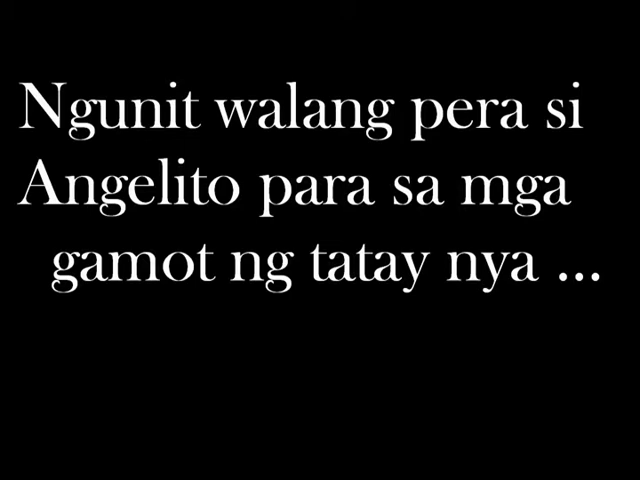 Ngunit walang pera si
Angelito para sa mga
gamot ng tatay nya ...